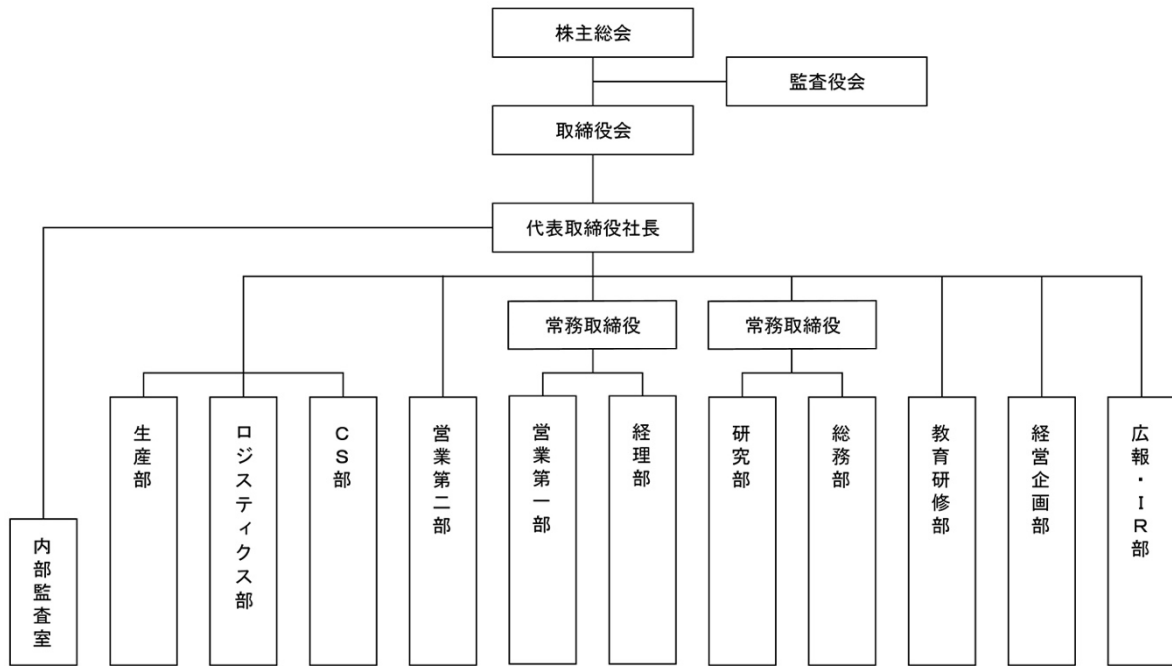 株主総会
監査役会
取締役会
代表取締役社長
常務取締役
常務取締役
生産部
ロジスティクス部
ＣＳ部
営業第二部
営業第一部
経理部
研究部
総務部
教育研修部
経営企画部
広報・ＩＲ部
内部監査室